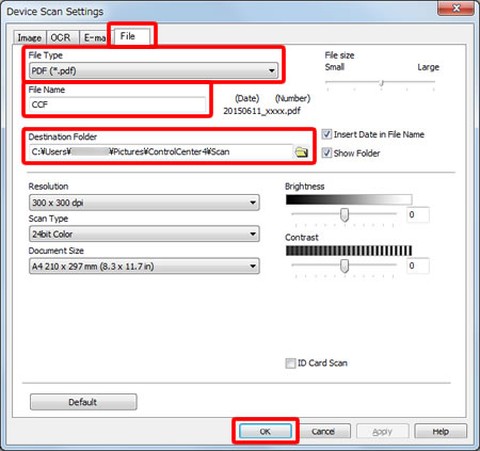 Device Scan Settings
Image OCR E-ma File
File Type
PDF (*.pdf)
File size
Small Large
File Name
CCF
(Date) (Number)
20150611_xxxx.pdf
Destination Folder
C:¥Users¥ ¥Pictures¥ControlCenter4¥Scan
Insert Date in File Name
Show Folder
Resolution
300 x 300 dpi
Scan Type
24bit Color
Document Size
A4 210 x 297 mm (8.3 x 11.7 in)
Brightness
0
Contrast
0
ID Card Scan
Default
OK Cancel Apply Help